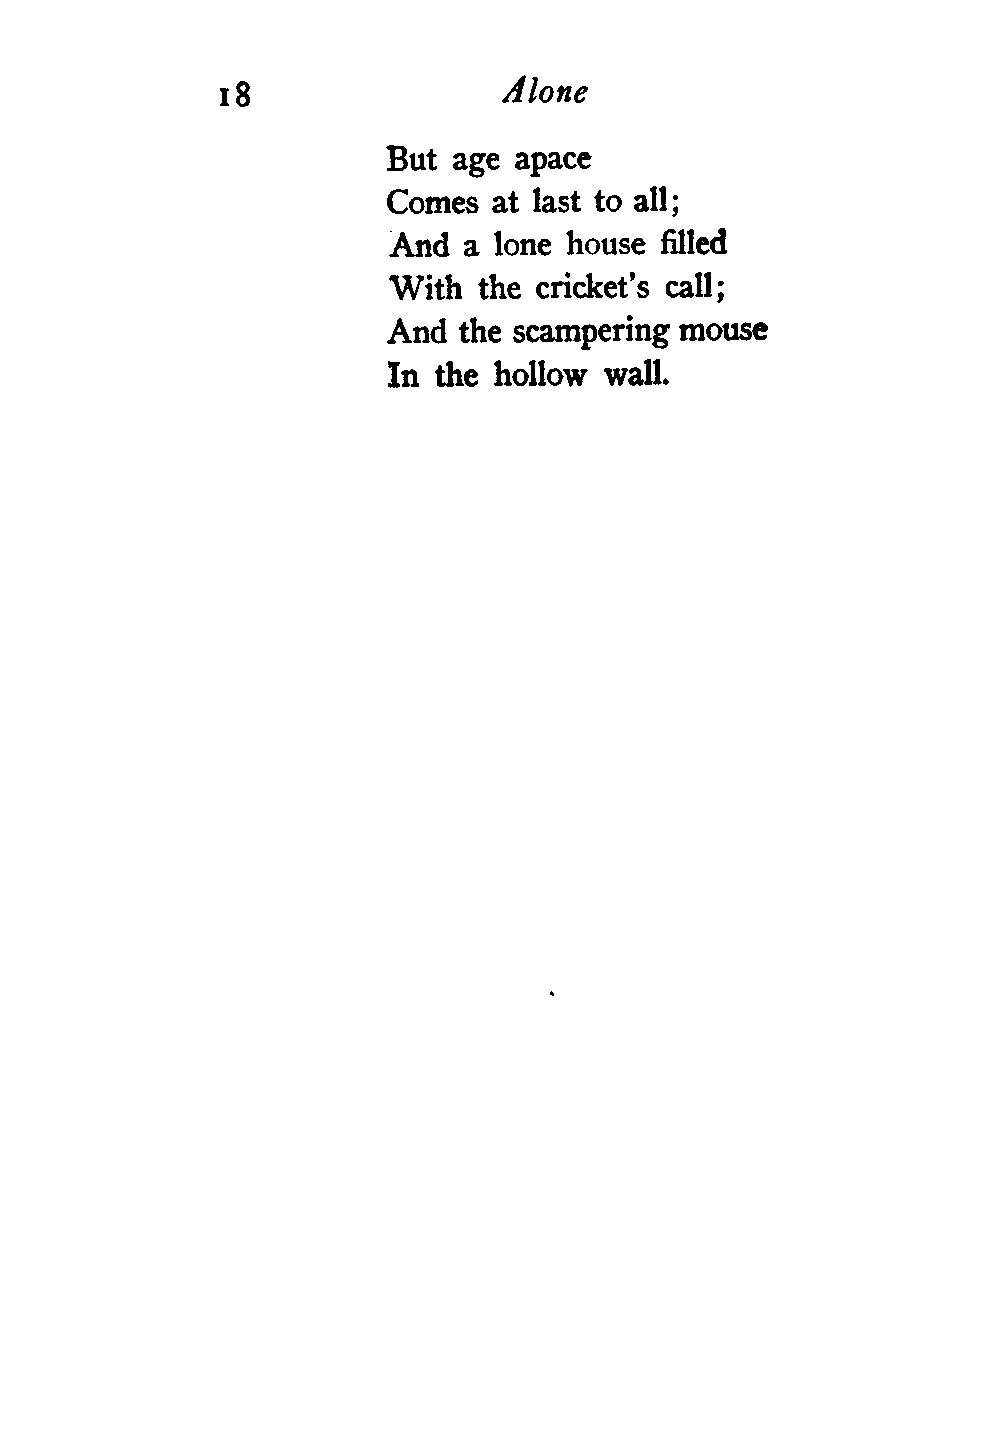 18 Alone
But age apace
Comes at last to all;
And a lone house filled
With the cricket's call;
And the scampering mouse
In the hollow wall.